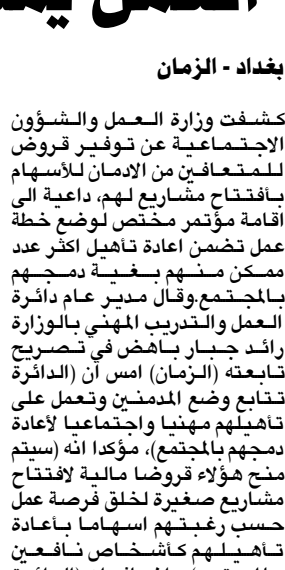 بغداد - الزمان
كشفت وزارة العمل والشؤون
الاجتماعية عن توفير قروض
للمتعافين من الادمان للأسهام
بأفتتاح مشاريع لهم، داعية الى
اقامة مؤتمر مختص لوضع خطة
عمل تضمن اعادة تأهيل اكثر عدد
ممكن منهم بغية دمجهم
بالمجتمع.وقال مدير عام دائرة
العمل والتدريب المهني بالوزارة
رائد جبار باهض في تصريح
تابعته (الزمان) امس ان (الدائرة
تتابع وضع المدمنين وتعمل على
تأهيلهم مهنيا واجتماعيا لأعادة
دمجهم بالمجتمع)، مؤكدا انه (سيتم
منح هؤلاء قروضا مالية لافتتاح
مشاريع صغيرة لخلق فرصة عمل
حسب رغبتهم اسهاما بأعادة
تأهيلهم كأشخاص نافعين